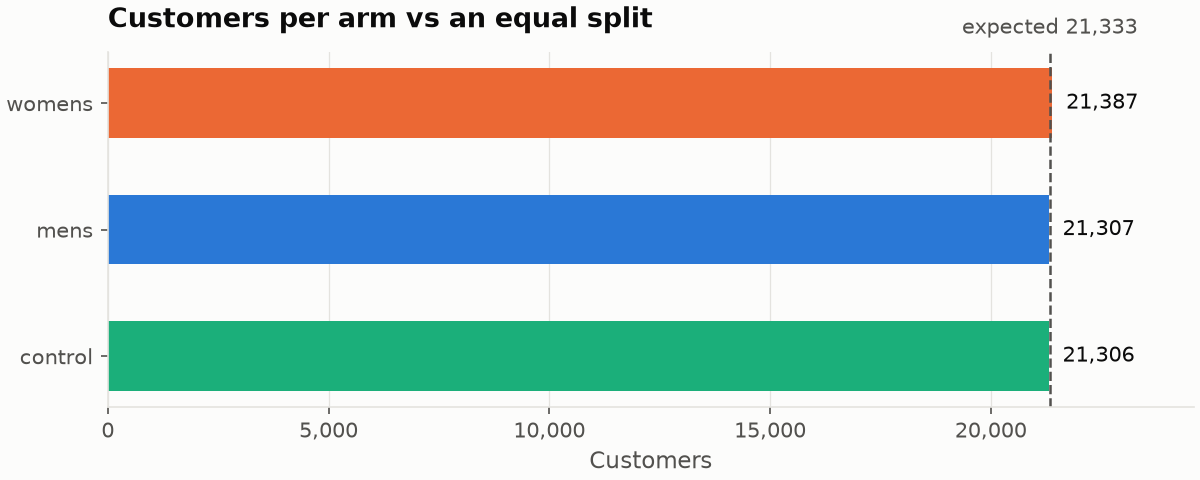 Customers per arm vs an equal split
expected 21,333
womens
21,387
mens
21,307
control
21,306
0
5,000
10,000
15,000
20,000
Customers